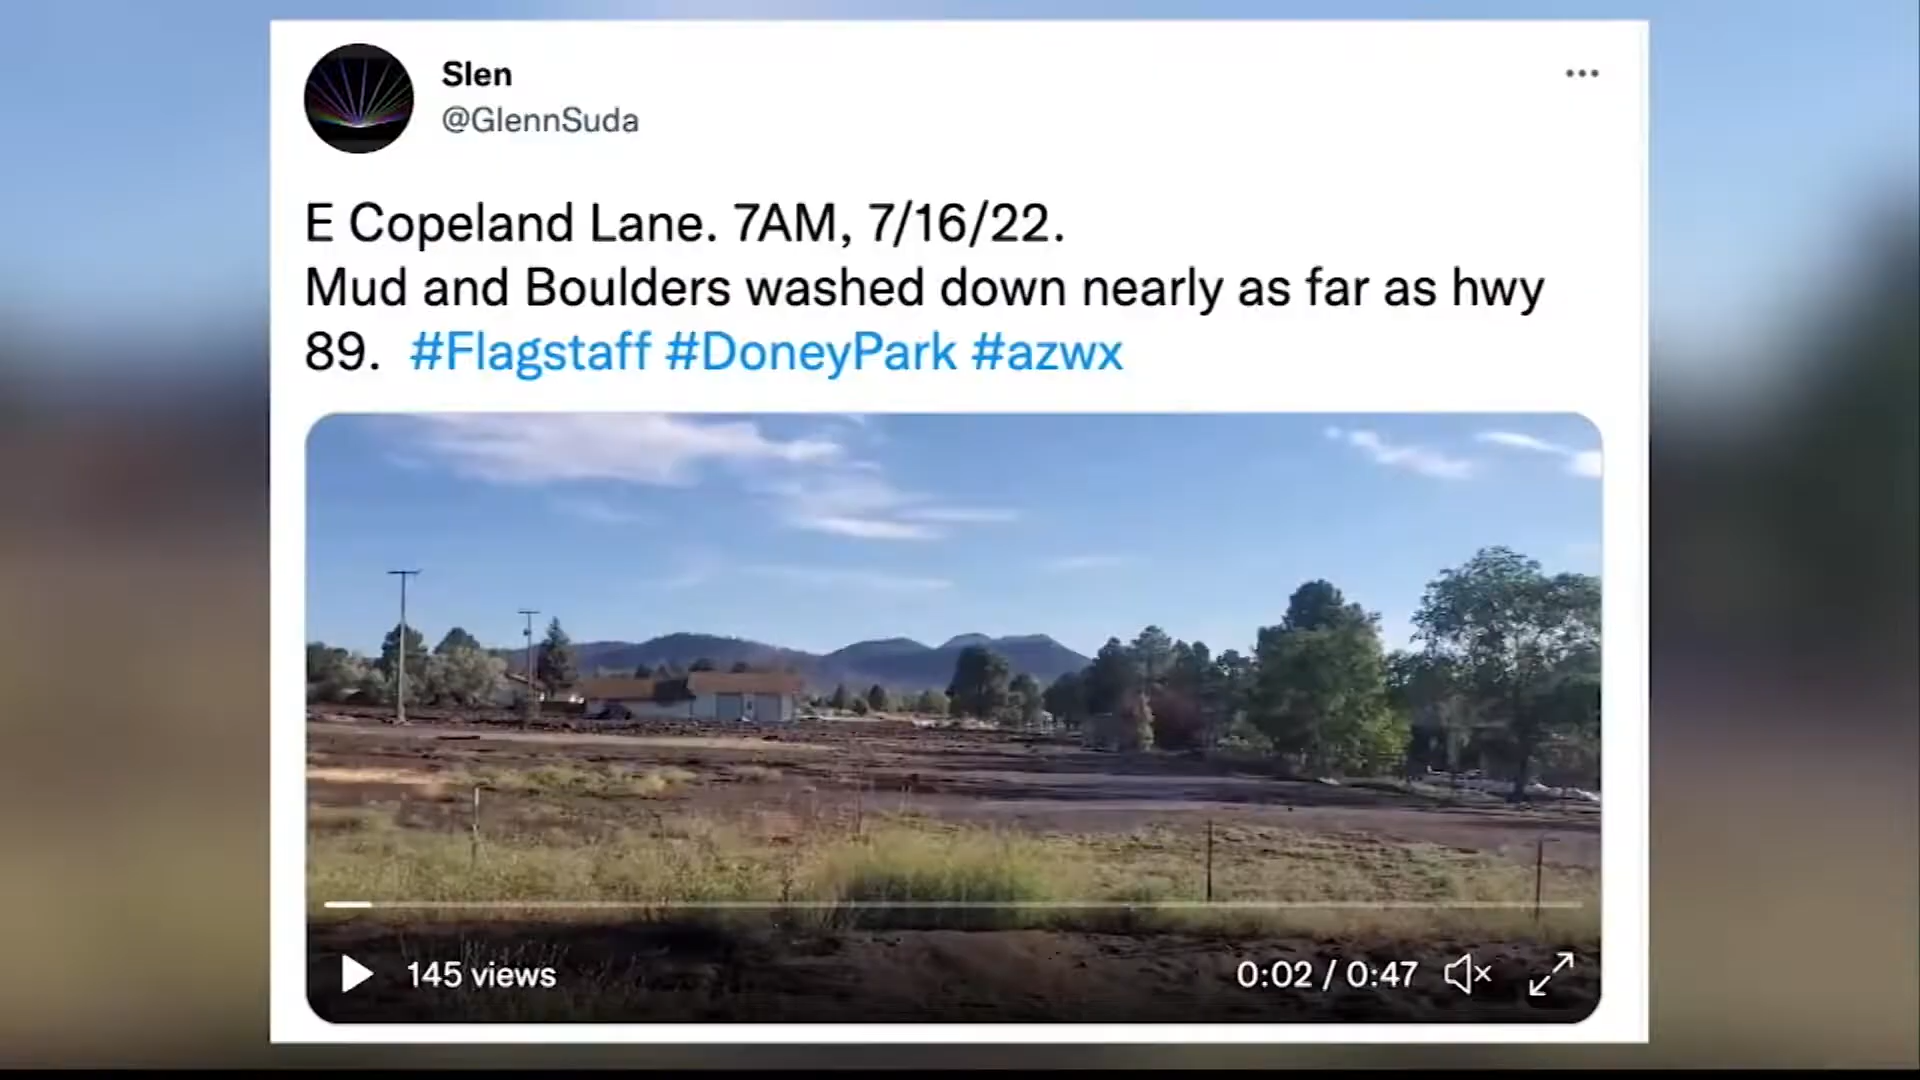 Slen
@GlennSuda
E Copeland Lane. 7AM, 7/16/22.
Mud and Boulders washed down nearly as far as hwy
89. #Flagstaff #DoneyPark #azwx
145 views
0:02 / 0:47